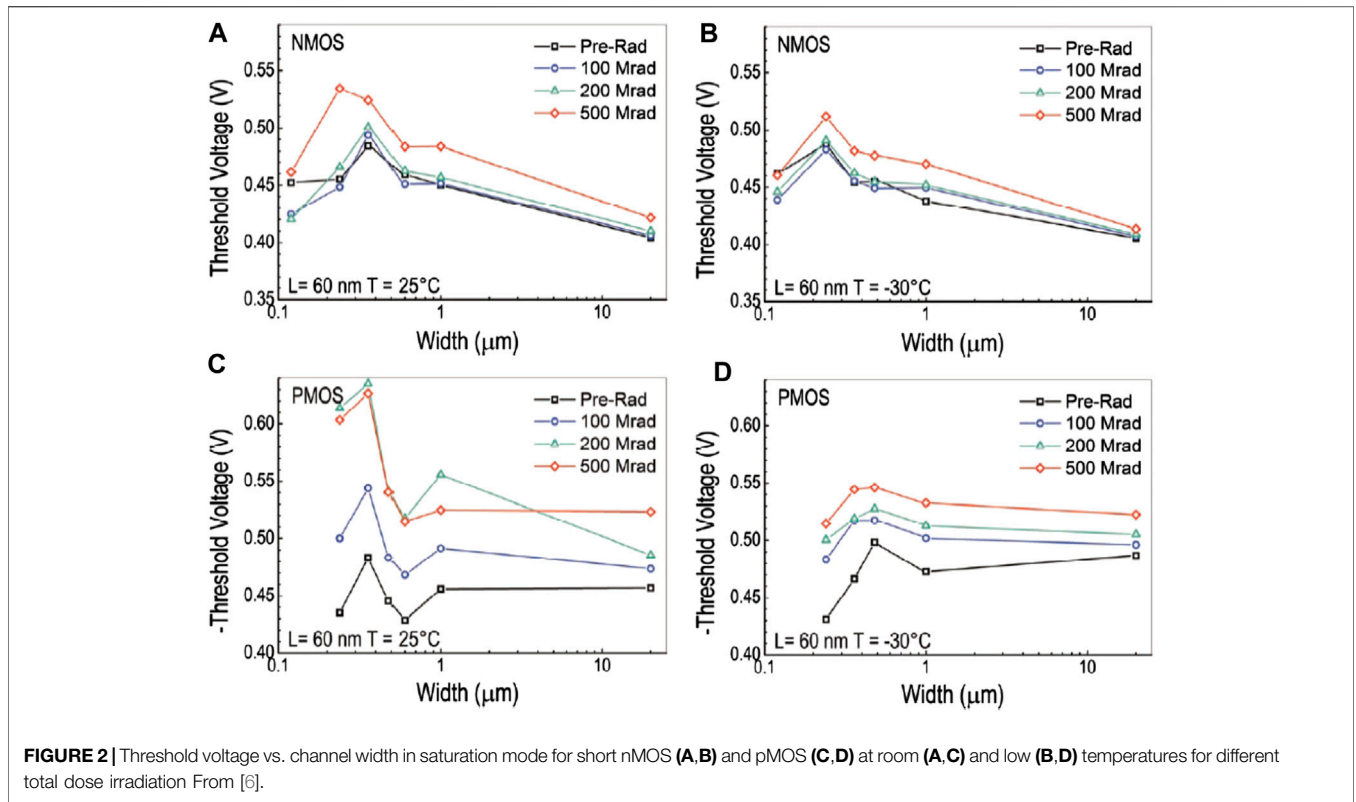 A
NMOS
Pre-Rad
100 Mrad
200 Mrad
500 Mrad
0.55
0.50
0.45
0.40
0.35
Threshold Voltage (V)
L= 60 nm T = 25°C
0.1
1
10
Width (μm)
B
NMOS
Pre-Rad
100 Mrad
200 Mrad
500 Mrad
0.55
0.50
0.45
0.40
0.35
Threshold Voltage (V)
L= 60 nm T = -30°C
0.1
1
10
Width (μm)
C
PMOS
Pre-Rad
100 Mrad
200 Mrad
500 Mrad
0.60
0.55
0.50
0.45
0.40
-Threshold Voltage (V)
L= 60 nm T = 25°C
0.1
1
10
Width (μm)
D
PMOS
Pre-Rad
100 Mrad
200 Mrad
500 Mrad
0.60
0.55
0.50
0.45
0.40
-Threshold Voltage (V)
L= 60 nm T = -30°C
0.1
1
10
Width (μm)
FIGURE 2 | Threshold voltage vs. channel width in saturation mode for short nMOS (A,B) and pMOS (C,D) at room (A,C) and low (B,D) temperatures for different
total dose irradiation From [6].